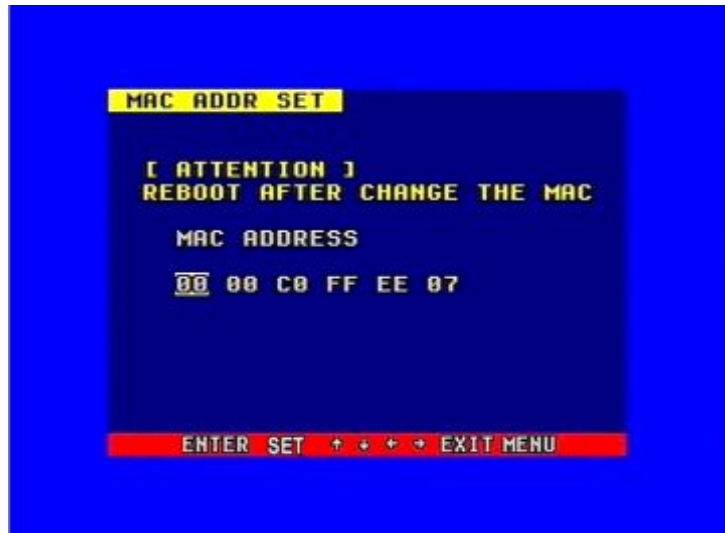 MAC ADDR SET
[ ATTENTION ]
REBOOT AFTER CHANGE THE MAC
MAC ADDRESS
00 00 C0 FF EE 07
ENTER SET ↑ ↓ ← → EXIT MENU